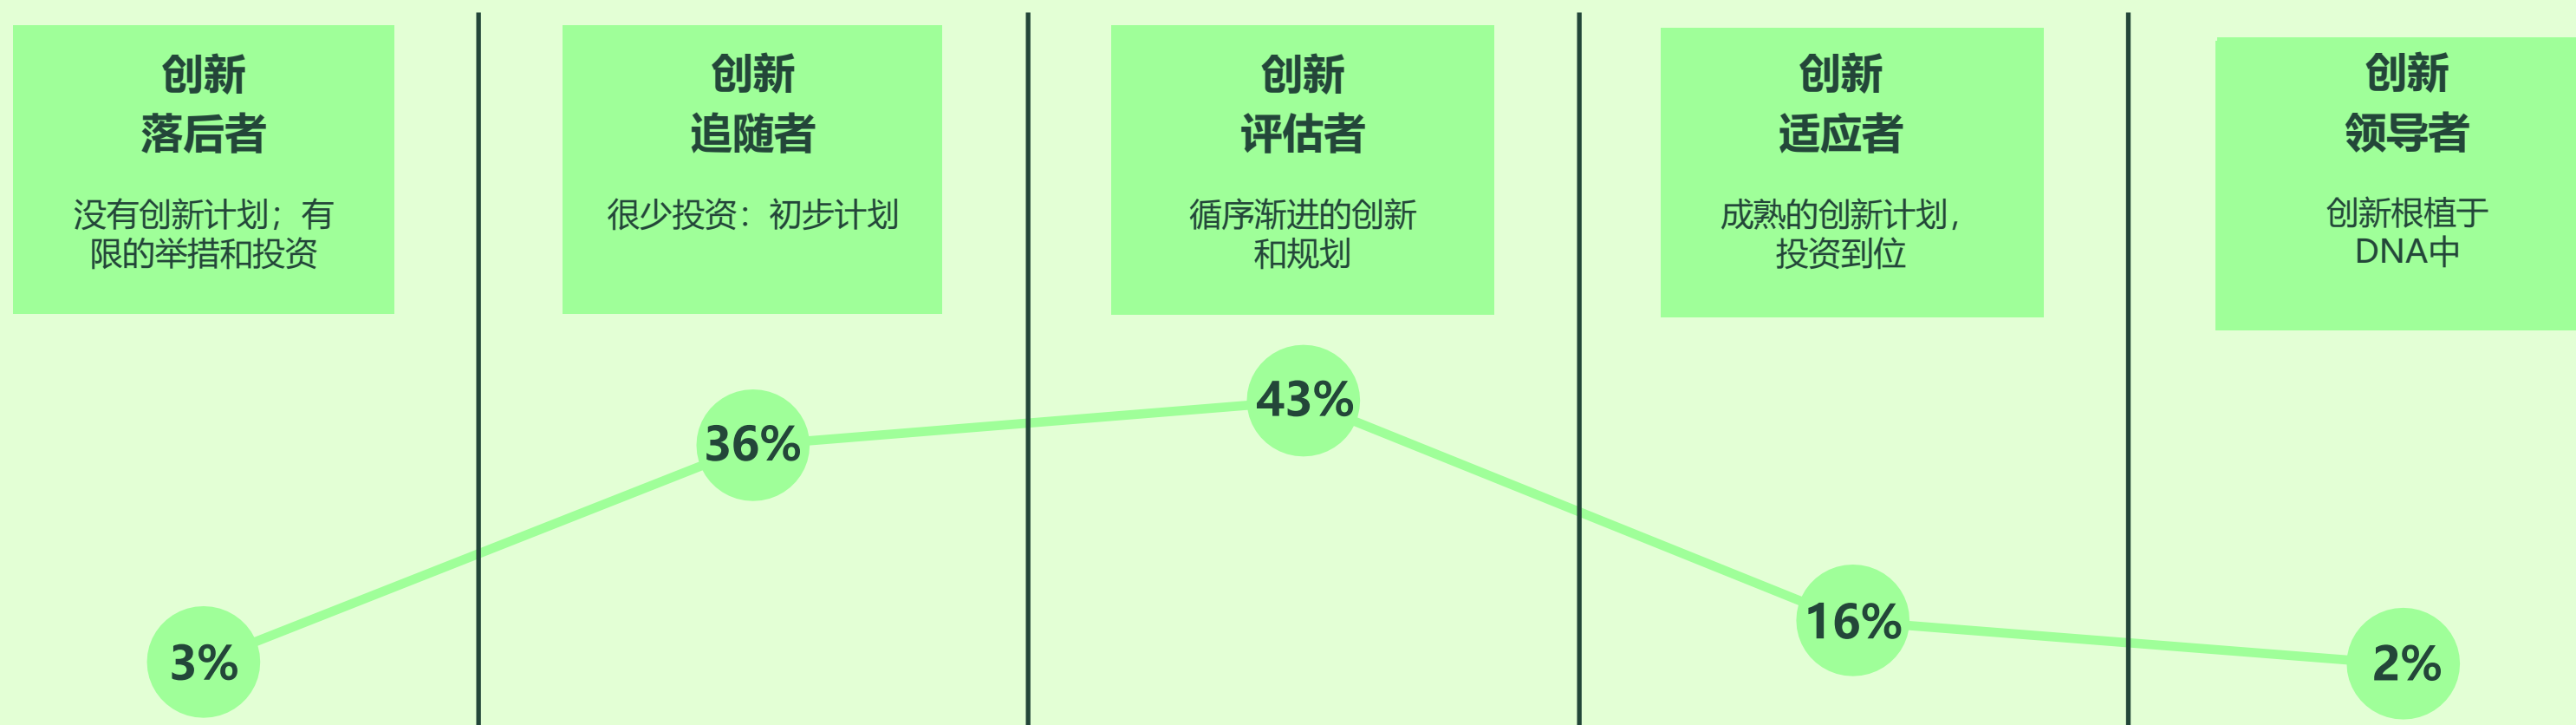 创新
落后者
没有创新计划；有
限的举措和投资
创新
追随者
很少投资：初步计划
创新
评估者
循序渐进的创新
和规划
创新
适应者
成熟的创新计划，
投资到位
创新
领导者
创新根植于
DNA中
3%
36%
43%
16%
2%